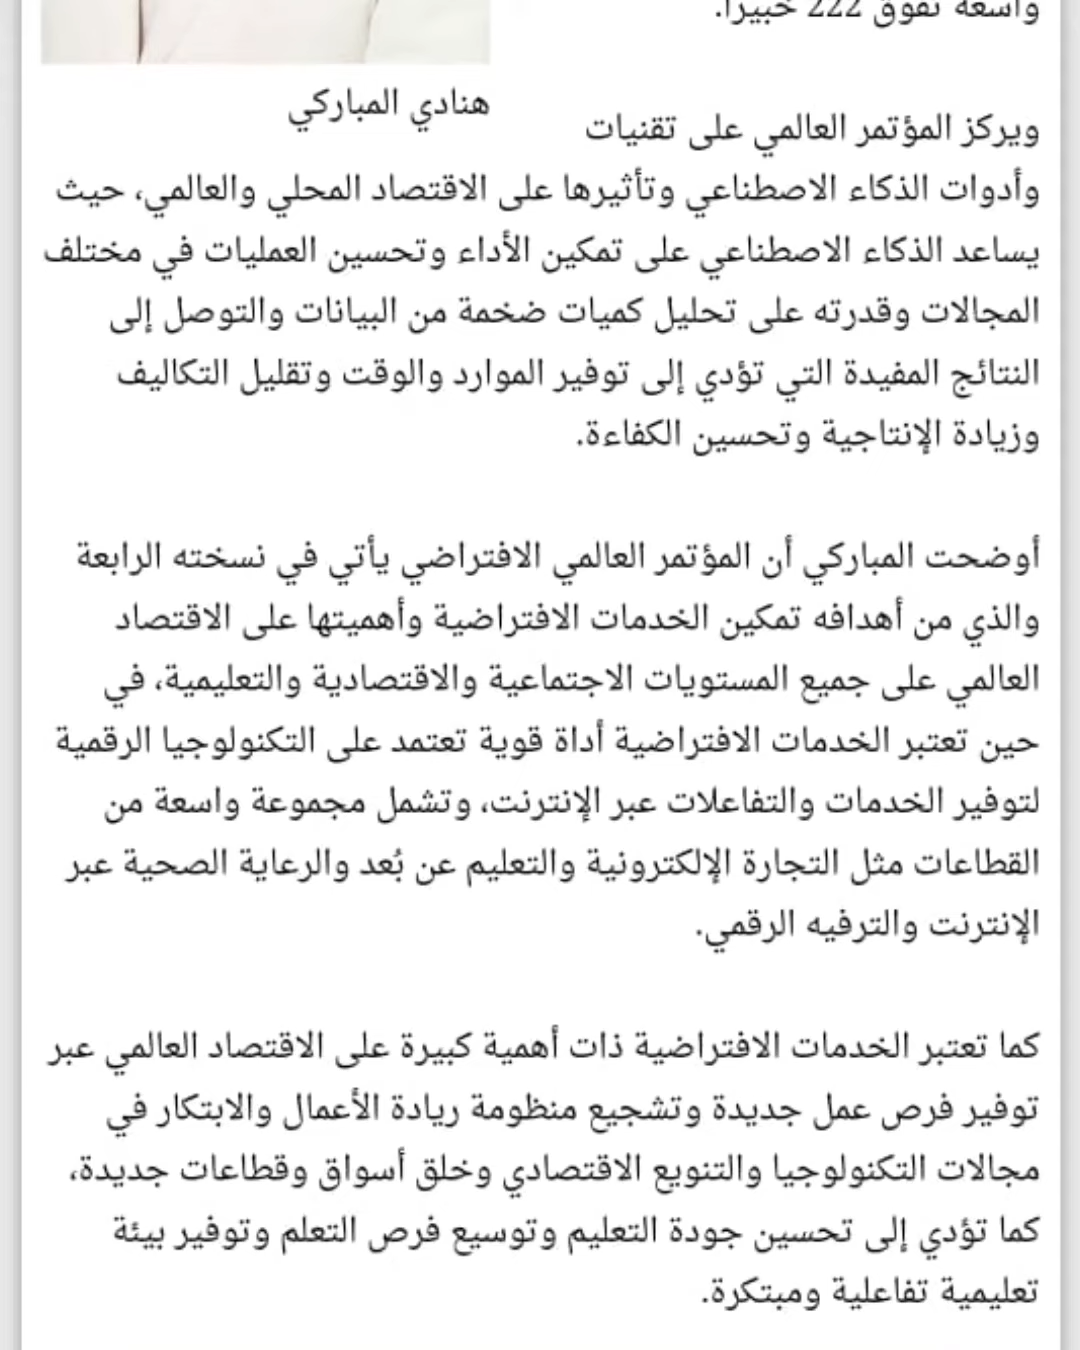 واسعة تفوق 222 خبيرا.
هنادي المباركي
ويركز المؤتمر العالمي على تقنيات
وأدوات الذكاء الاصطناعي وتأثيرها على الاقتصاد المحلي والعالمي، حيث
يساعد الذكاء الاصطناعي على تمكين الأداء وتحسين العمليات في مختلف
المجالات وقدرته على تحليل كميات ضخمة من البيانات والتوصل إلى
النتائج المفيدة التي تؤدي إلى توفير الموارد والوقت وتقليل التكاليف
وزيادة الإنتاجية وتحسين الكفاءة.
أوضحت المباركي أن المؤتمر العالمي الافتراضي يأتي في نسخته الرابعة
والذي من أهدافه تمكين الخدمات الافتراضية وأهميتها على الاقتصاد
العالمي على جميع المستويات الاجتماعية والاقتصادية والتعليمية، في
حين تعتبر الخدمات الافتراضية أداة قوية تعتمد على التكنولوجيا الرقمية
لتوفير الخدمات والتفاعلات عبر الإنترنت، وتشمل مجموعة واسعة من
القطاعات مثل التجارة الإلكترونية والتعليم عن بُعد والرعاية الصحية عبر
الإنترنت والترفيه الرقمي.
كما تعتبر الخدمات الافتراضية ذات أهمية كبيرة على الاقتصاد العالمي عبر
توفير فرص عمل جديدة وتشجيع منظومة ريادة الأعمال والابتكار في
مجالات التكنولوجيا والتنويع الاقتصادي وخلق أسواق وقطاعات جديدة،
كما تؤدي إلى تحسين جودة التعليم وتوسيع فرص التعلم وتوفير بيئة
تعليمية تفاعلية ومبتكرة.